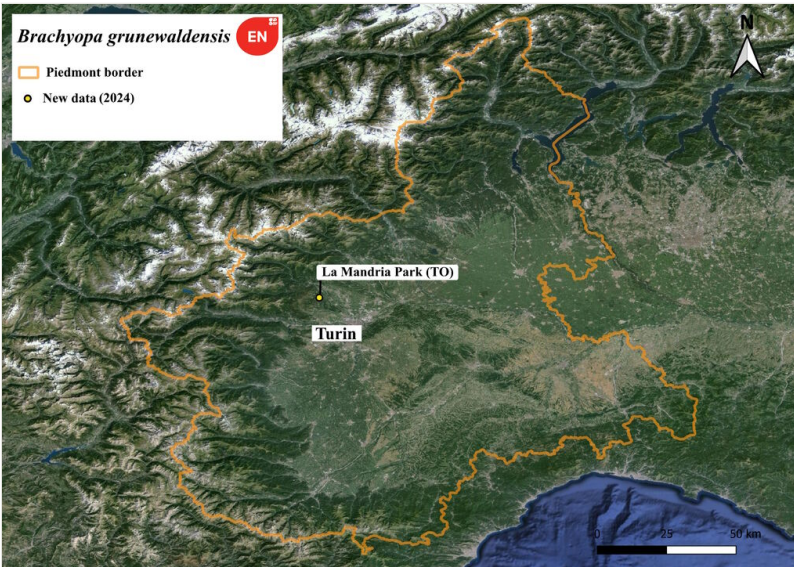 Brachyopa grunewaldensis
EN
Piedmont border
New data (2024)
N
La Mandria Park (TO)
Turin
0 25 50 km